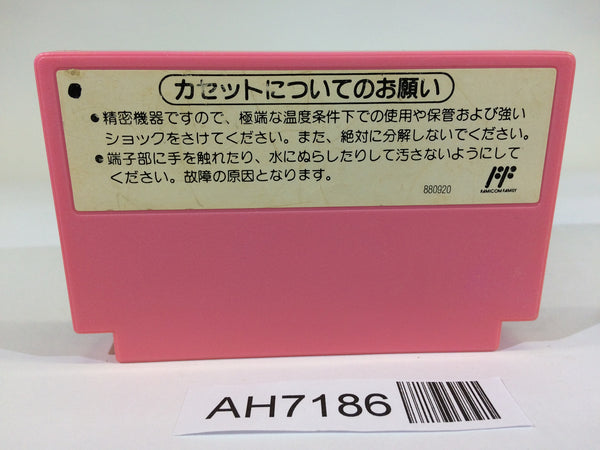 カセットについてのお願い
●精密機器ですので、極端な温度条件下での使用や保管および強い
ショックをさけてください。また、絶対に分解しないでください。
●端子部に手を触れたり、水にぬらしたりして汚さないようにして
ください。故障の原因となります。
880920
FAMICOM FAMILY
AH7186